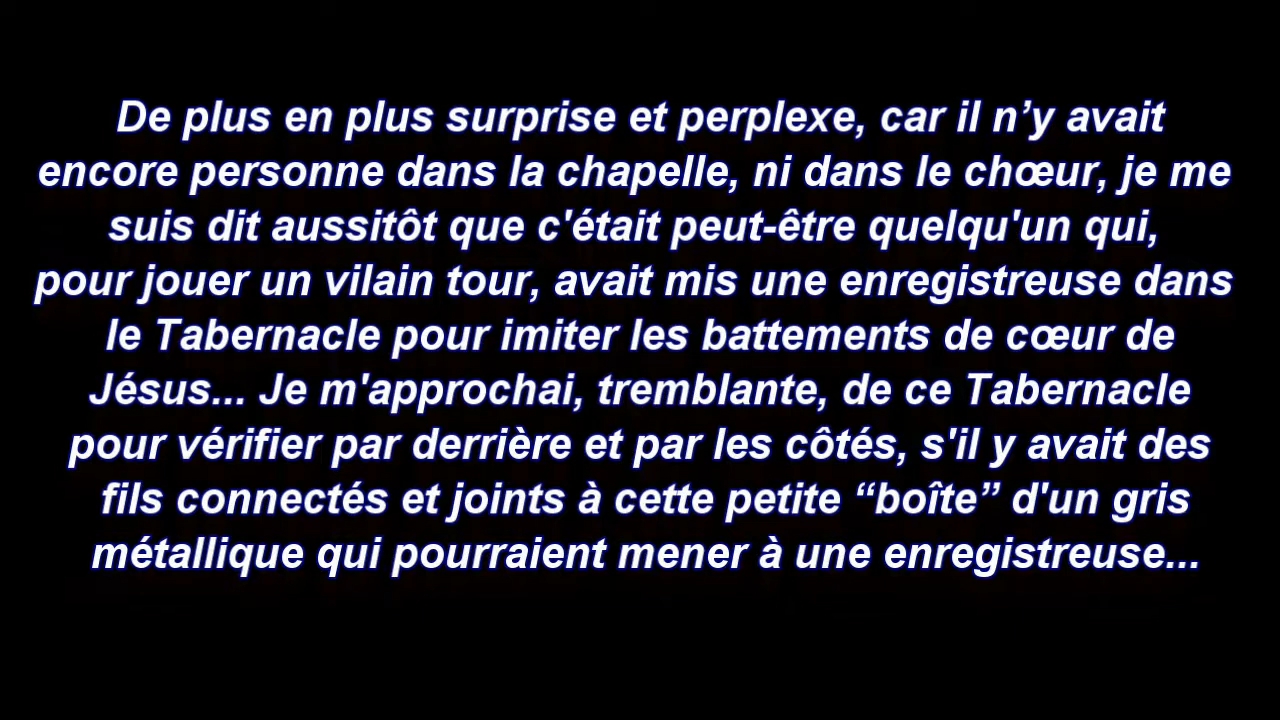 De plus en plus surprise et perplexe, car il n’y avait
encore personne dans la chapelle, ni dans le chœur, je me
suis dit aussitôt que c'était peut-être quelqu'un qui,
pour jouer un vilain tour, avait mis une enregistreuse dans
le Tabernacle pour imiter les battements de cœur de
Jésus... Je m'approchai, tremblante, de ce Tabernacle
pour vérifier par derrière et par les côtés, s'il y avait des
fils connectés et joints à cette petite “boîte” d'un gris
métallique qui pourraient mener à une enregistreuse...